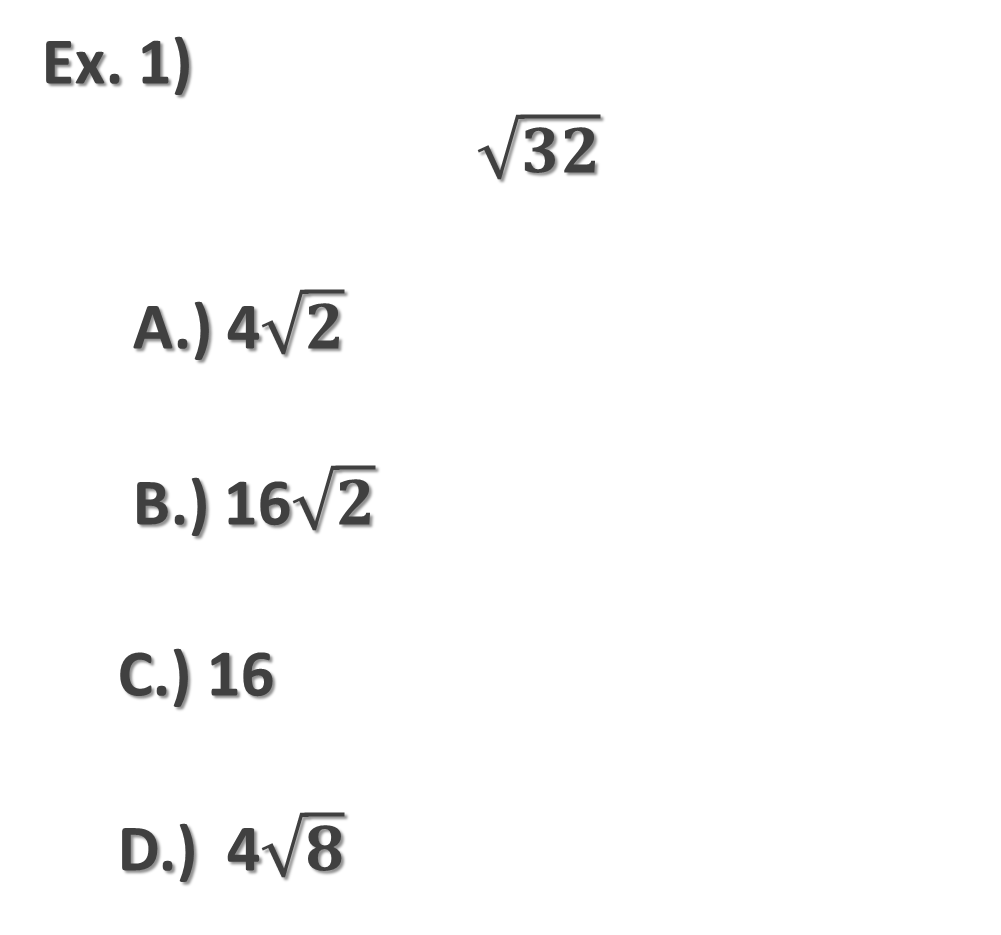 Ex. 1)
√32
A.) 4√2
B.) 16√2
C.) 16
D.) 4√8